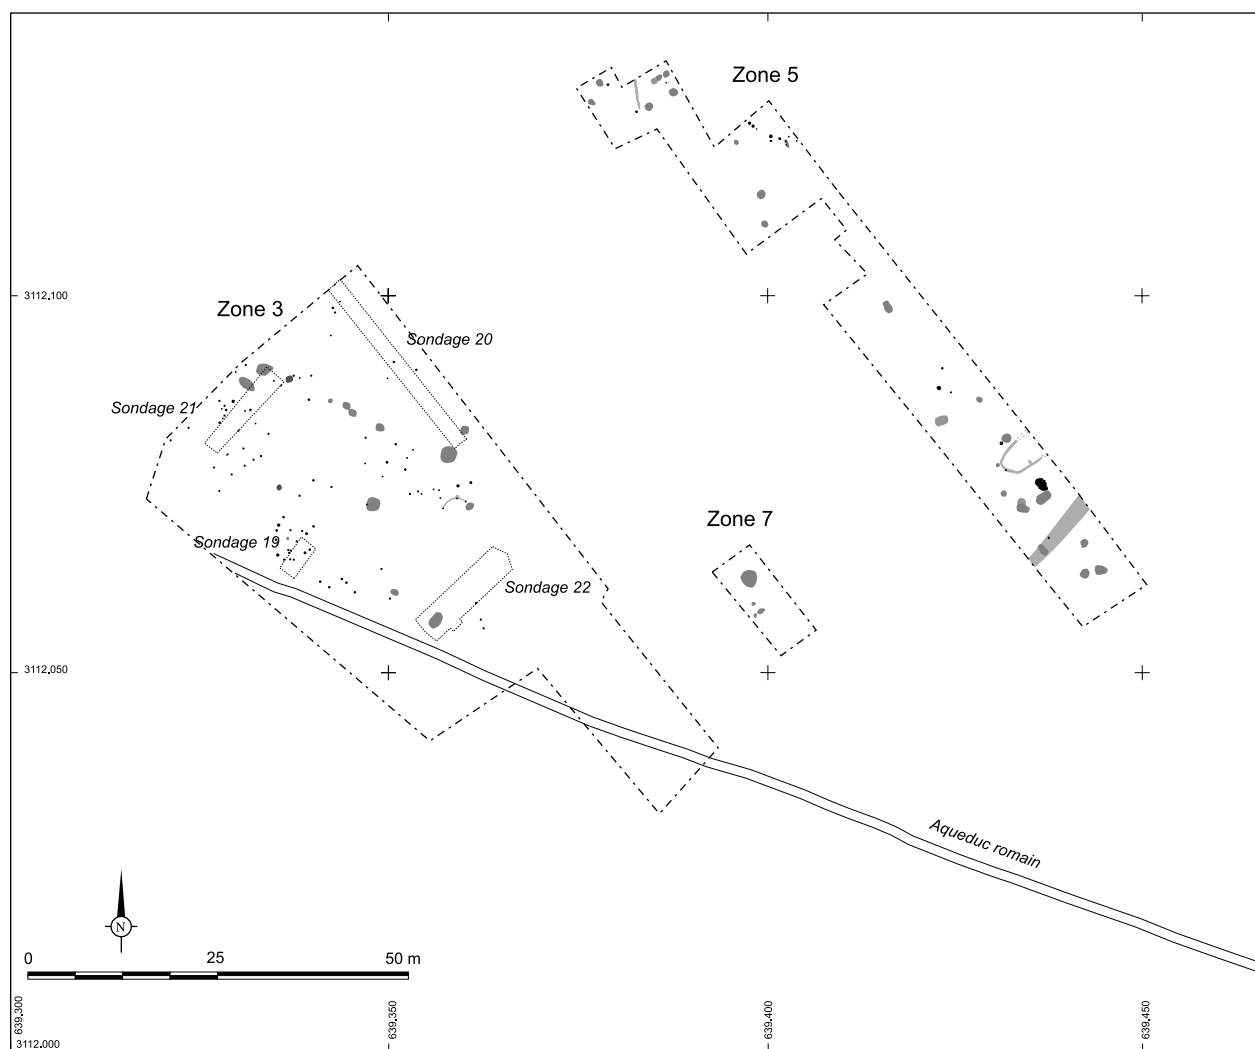 Zone 5
3112.100
Zone 3
Sondage 20
Sondage 21
Zone 7
Sondage 19
Sondage 22
3112.050
Aqueduc romain
N
0 25 50 m
639.300
639.350
639.400
639.450
3112.000